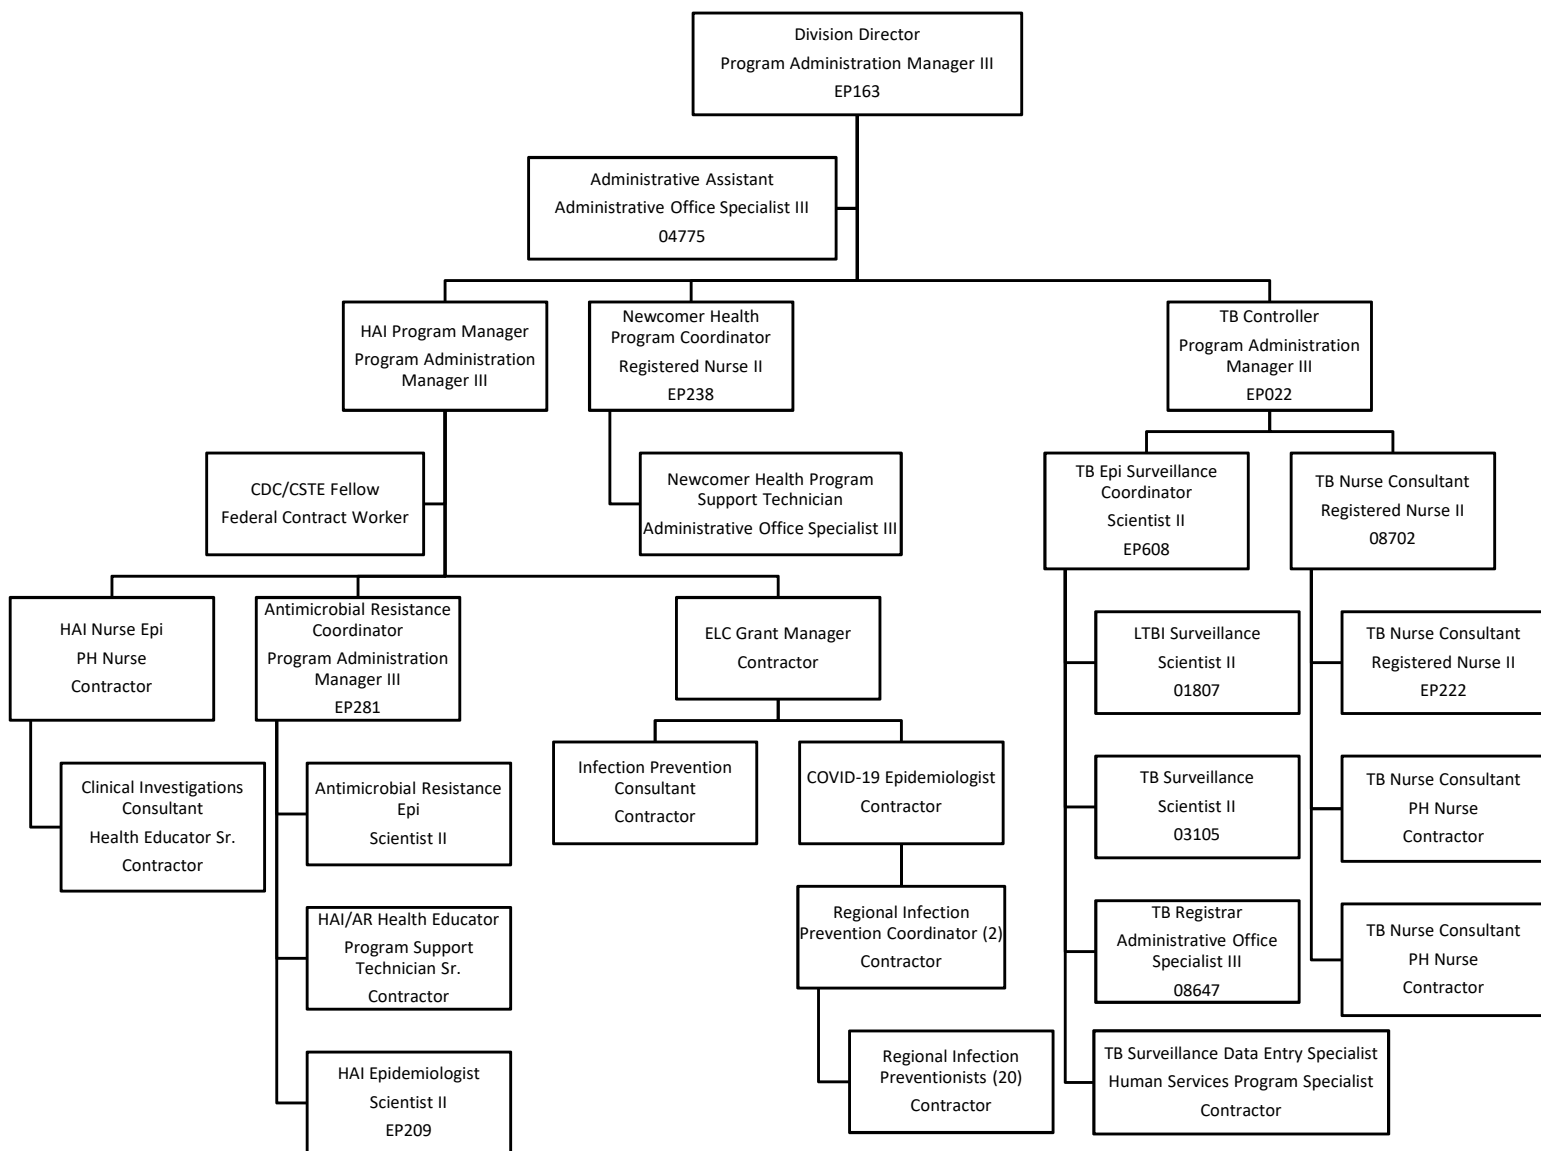 Division Director
Program Administration Manager III
EP163
Administrative Assistant
Administrative Office Specialist III
04775
HAI Program Manager
Program Administration
Manager III
Newcomer Health
Program Coordinator
Registered Nurse II
EP238
TB Controller
Program Administration
Manager III
EP022
CDC/CSTE Fellow
Federal Contract Worker
Newcomer Health Program
Support Technician
Administrative Office Specialist III
TB Epi Surveillance
Coordinator
Scientist II
EP608
TB Nurse Consultant
Registered Nurse II
08702
HAI Nurse Epi
PH Nurse
Contractor
Antimicrobial Resistance
Coordinator
Program Administration
Manager III
EP281
ELC Grant Manager
Contractor
LTBI Surveillance
Scientist II
01807
TB Nurse Consultant
Registered Nurse II
EP222
Clinical Investigations
Consultant
Health Educator Sr.
Contractor
Antimicrobial Resistance
Epi
Scientist II
Infection Prevention
Consultant
Contractor
COVID-19 Epidemiologist
Contractor
TB Surveillance
Scientist II
03105
TB Nurse Consultant
PH Nurse
Contractor
HAI/AR Health Educator
Program Support
Technician Sr.
Contractor
Regional Infection
Prevention Coordinator (2)
Contractor
TB Registrar
Administrative Office
Specialist III
08647
TB Nurse Consultant
PH Nurse
Contractor
HAI Epidemiologist
Scientist II
EP209
Regional Infection
Preventionists (20)
Contractor
TB Surveillance Data Entry Specialist
Human Services Program Specialist
Contractor